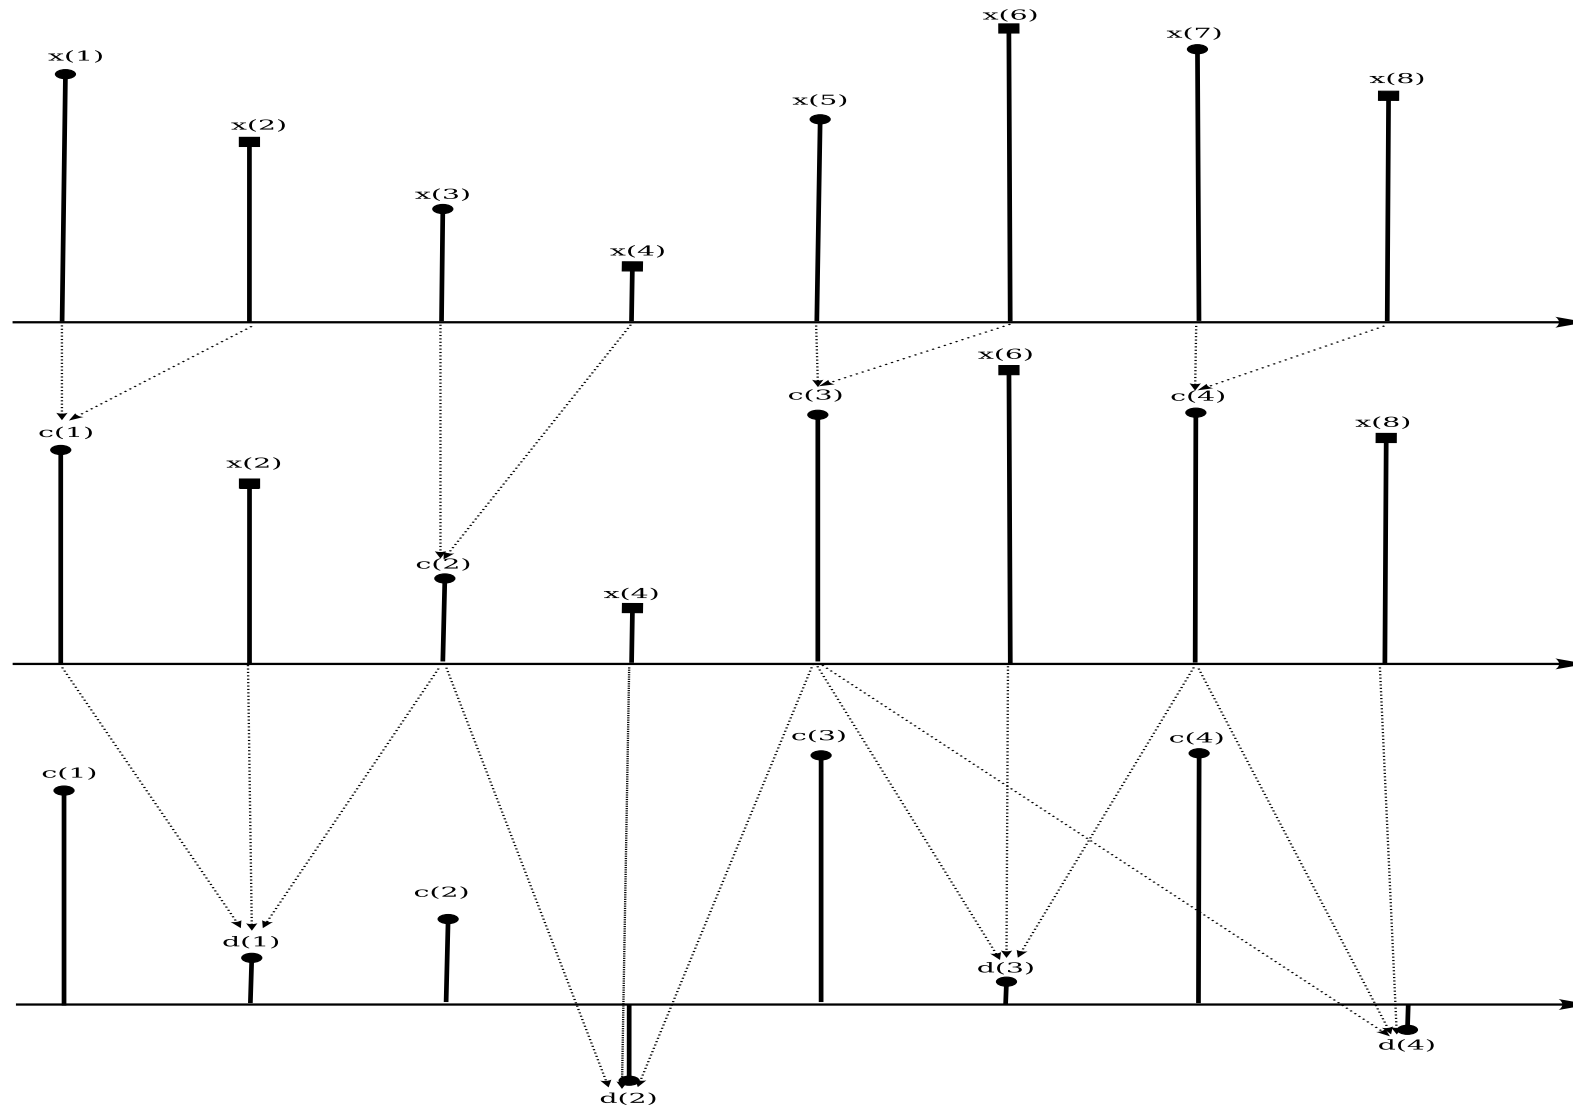 x(1)
x(2)
x(3)
x(4)
x(5)
x(6)
x(7)
x(8)
c(1)
x(2)
c(2)
x(4)
c(3)
x(6)
c(4)
x(8)
c(1)
d(1)
c(2)
d(2)
c(3)
d(3)
c(4)
d(4)